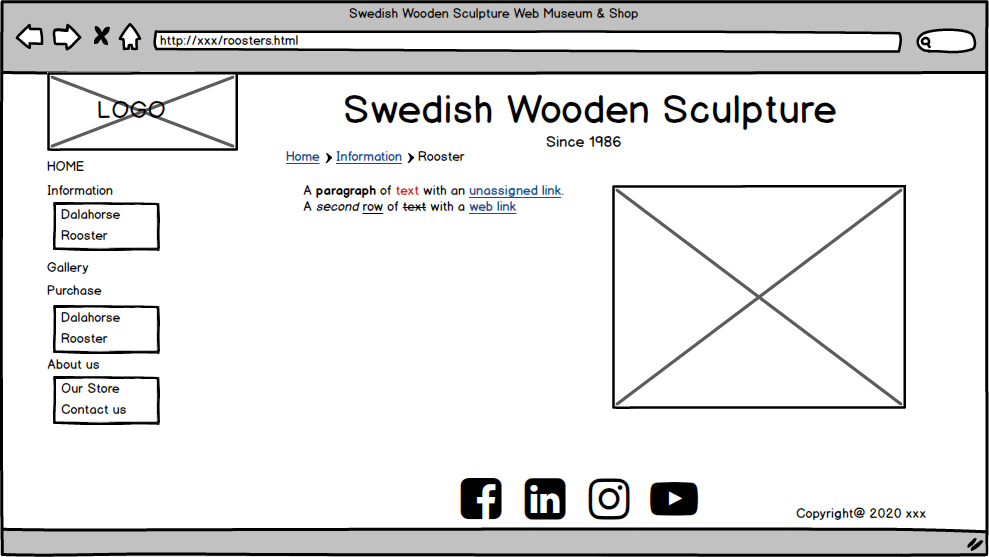 Swedish Wooden Sculpture Web Museum & Shop
http://xxx/roosters.html
LOGO
Swedish Wooden Sculpture
Since 1986
Home > Information > Rooster
HOME
Information
Dalahorse
Rooster
Gallery
Purchase
Dalahorse
Rooster
About us
Our Store
Contact us
A paragraph of text with an unassigned link.
A second row of text with a web link
in
Copyright@ 2020 xxx